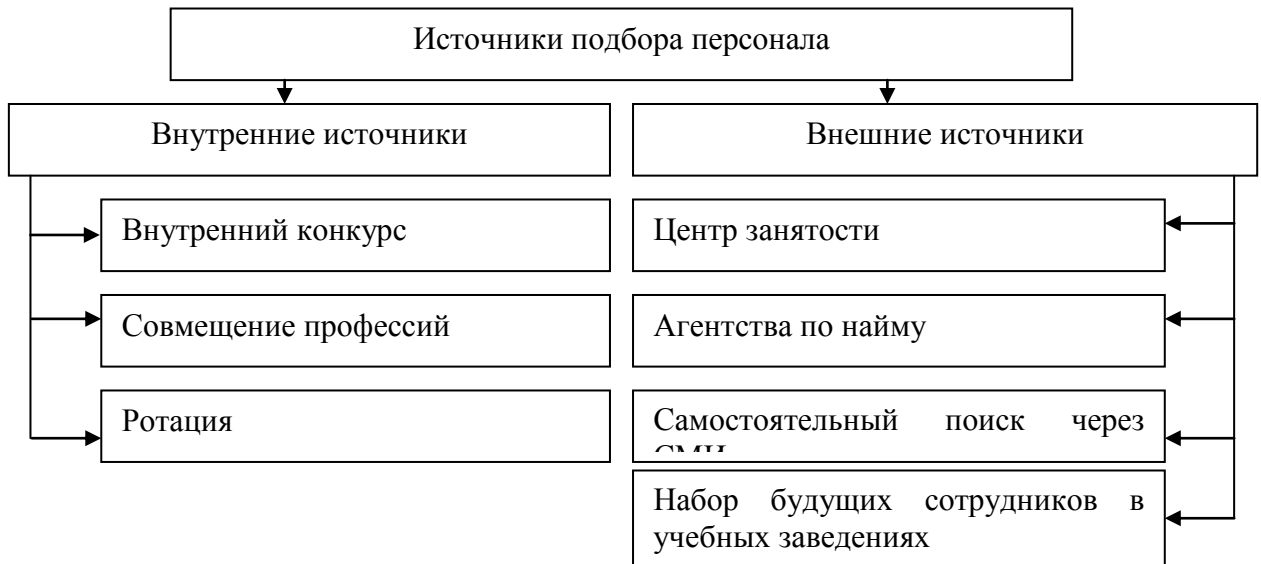 Источники подбора персонала
Внутренние источники
Внешние источники
Внутренний конкурс
Центр занятости
Совмещение профессий
Агентства по найму
Ротация
Самостоятельный поиск через
СМИ
Набор будущих сотрудников в
учебных заведениях